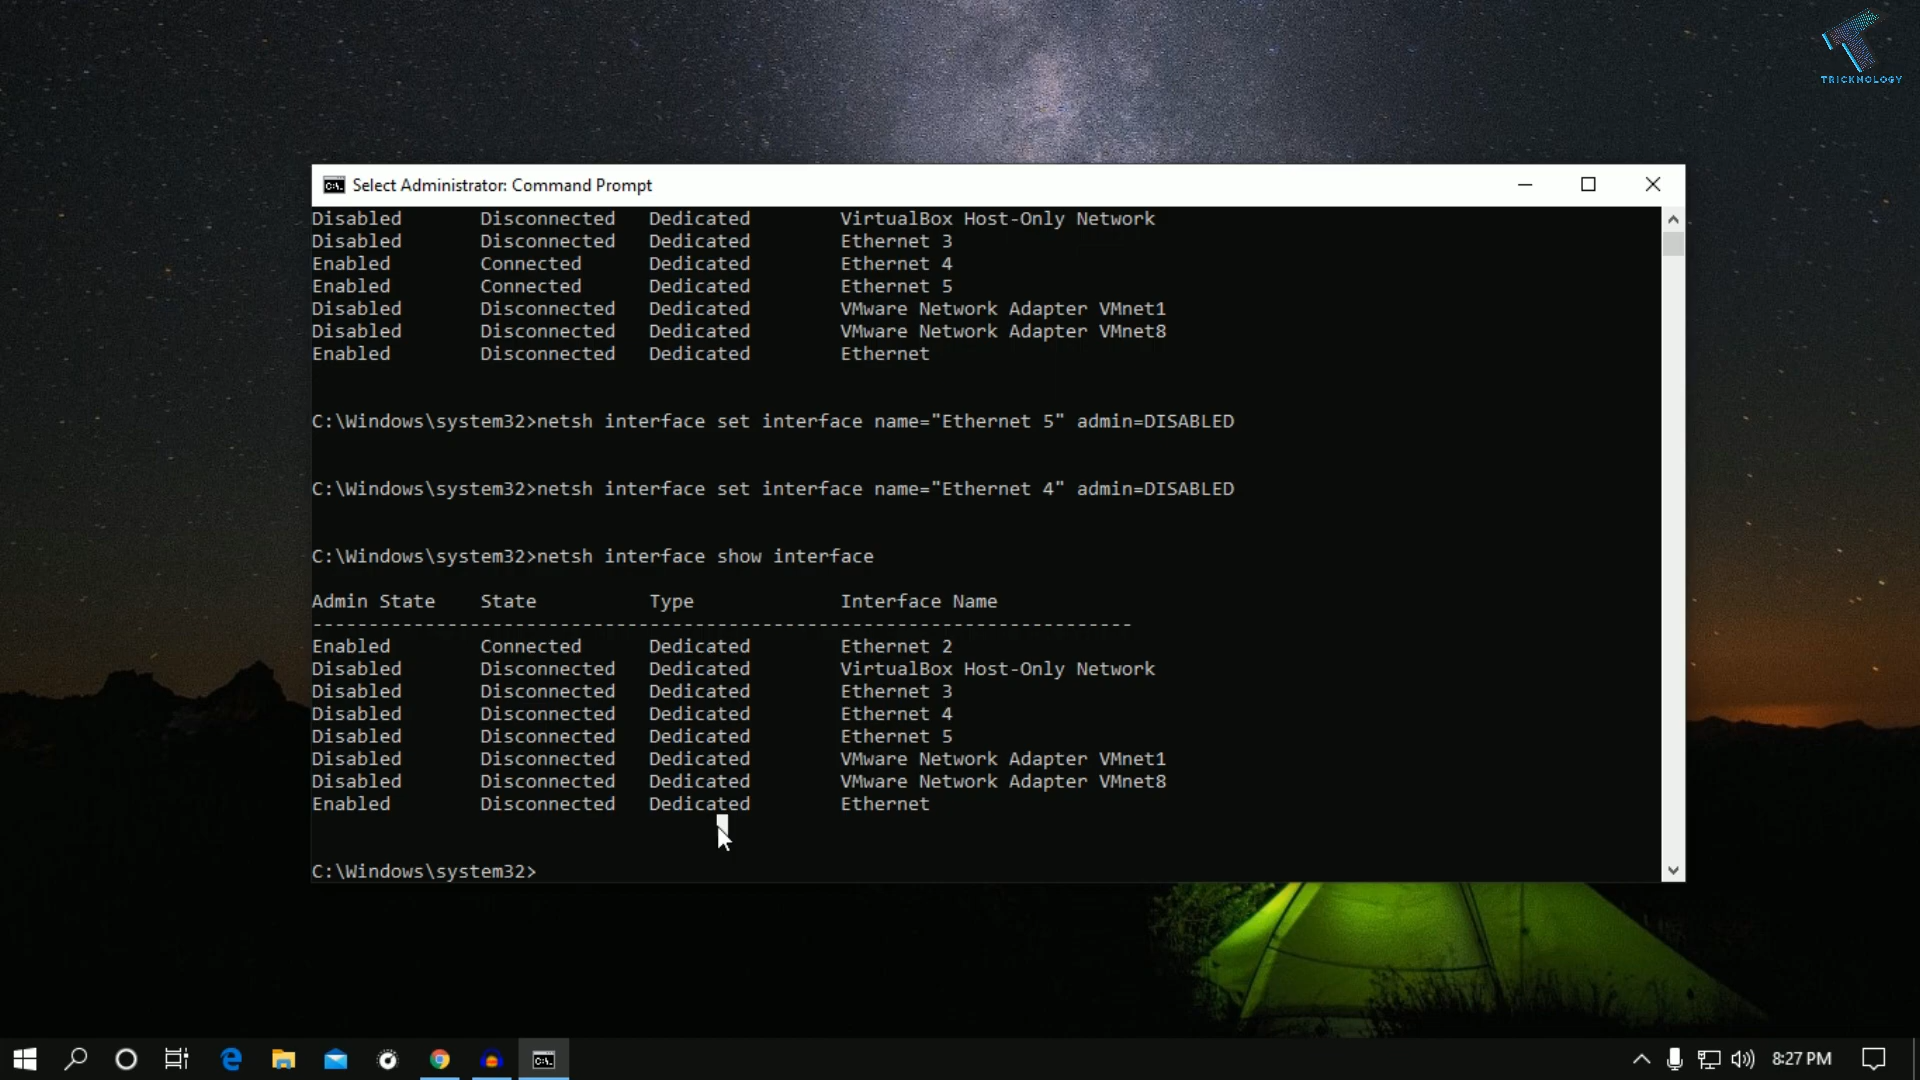 TRICKNOLOGY
Select Administrator: Command Prompt
Disabled Disconnected Dedicated VirtualBox Host-Only Network
Disabled Disconnected Dedicated Ethernet 3
Enabled Connected Dedicated Ethernet 4
Enabled Connected Dedicated Ethernet 5
Disabled Disconnected Dedicated VMware Network Adapter VMnet1
Disabled Disconnected Dedicated VMware Network Adapter VMnet8
Enabled Disconnected Dedicated Ethernet
C:\Windows\system32>netsh interface set interface name="Ethernet 5" admin=DISABLED
C:\Windows\system32>netsh interface set interface name="Ethernet 4" admin=DISABLED
C:\Windows\system32>netsh interface show interface
Admin State State Type Interface Name
-------------------------------------------------------------------------
Enabled Connected Dedicated Ethernet 2
Disabled Disconnected Dedicated VirtualBox Host-Only Network
Disabled Disconnected Dedicated Ethernet 3
Disabled Disconnected Dedicated Ethernet 4
Disabled Disconnected Dedicated Ethernet 5
Disabled Disconnected Dedicated VMware Network Adapter VMnet1
Disabled Disconnected Dedicated VMware Network Adapter VMnet8
Enabled Disconnected Dedicated Ethernet
C:\Windows\system32>
8:27 PM